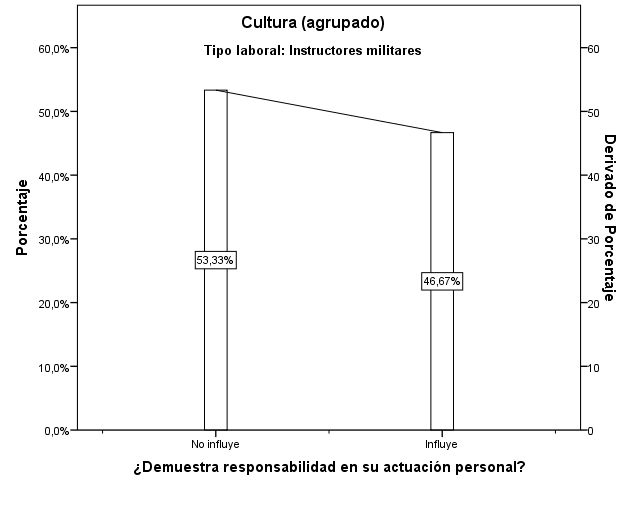 Cultura (agrupado)
Tipo laboral: Instructores militares
Porcentaje
60,0%
50,0%
40,0%
30,0%
20,0%
10,0%
0,0%
53,33%
46,67%
60
50
40
30
20
10
0
Derivado de Porcentaje
No influye
Influye
¿Demuestra responsabilidad en su actuación personal?